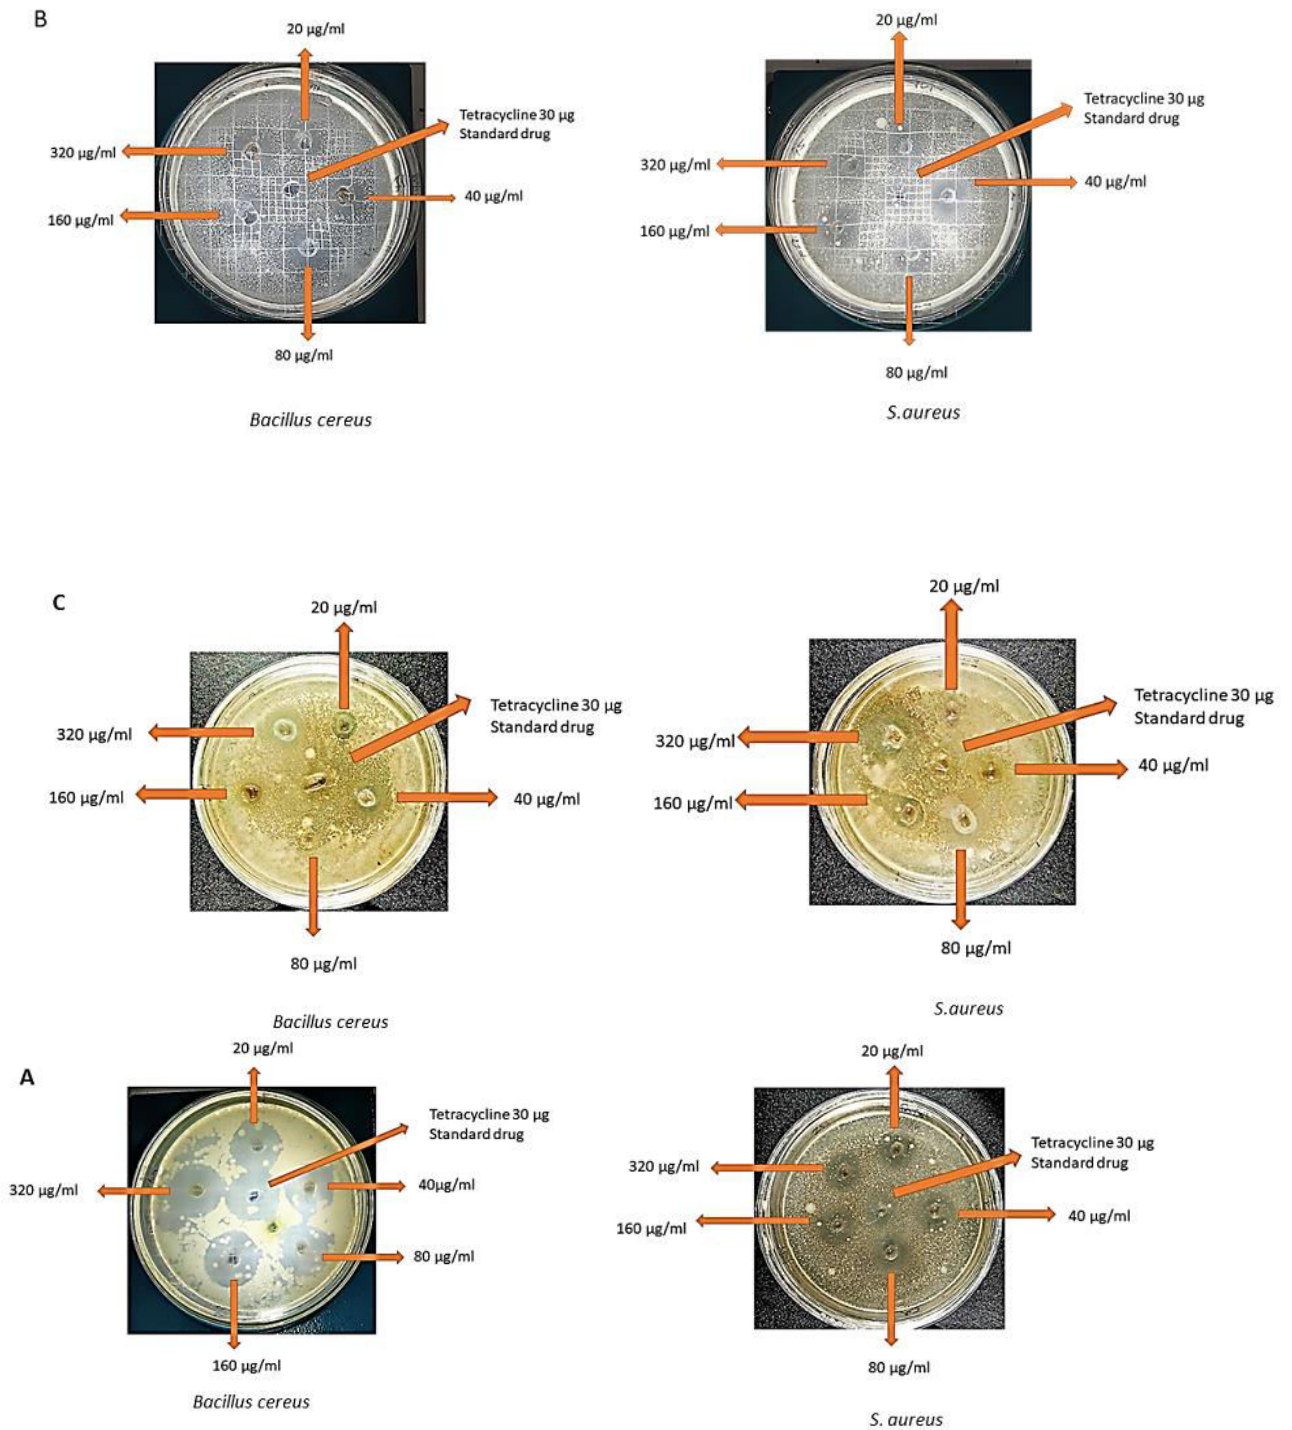 B
20 µg/ml
Tetracycline 30 µg
Standard drug
320 µg/ml
40 µg/ml
160 µg/ml
80 µg/ml
Bacillus cereus
20 µg/ml
Tetracycline 30 µg
Standard drug
320 µg/ml
40 µg/ml
160 µg/ml
80 µg/ml
S.aureus
C
20 µg/ml
Tetracycline 30 µg
Standard drug
320 µg/ml
160 µg/ml
40 µg/ml
80 µg/ml
Bacillus cereus
20 µg/ml
Tetracycline 30 µg
Standard drug
320 µg/ml
40 µg/ml
160 µg/ml
80 µg/ml
S.aureus
A
20 µg/ml
Tetracycline 30 µg
Standard drug
320 µg/ml
40µg/ml
80 µg/ml
160 µg/ml
Bacillus cereus
20 µg/ml
Tetracycline 30 µg
Standard drug
320 µg/ml
160 µg/ml
40 µg/ml
80 µg/ml
S. aureus